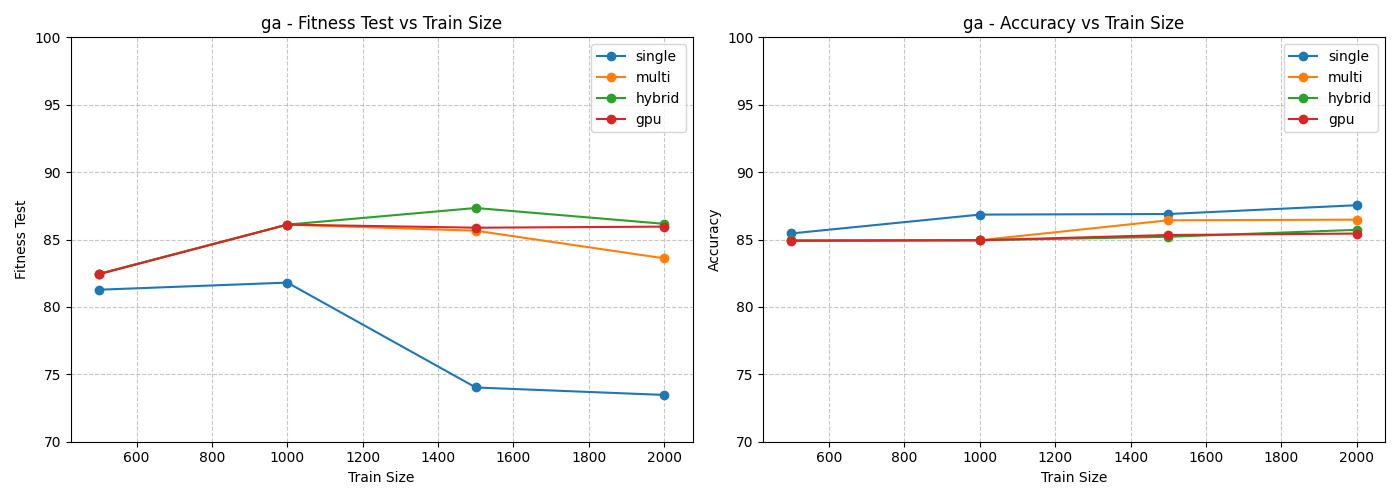 ga - Fitness Test vs Train Size
100
95
90
85
80
75
70
Fitness Test
600 800 1000 1200 1400 1600 1800 2000
Train Size
single
multi
hybrid
gpu
ga - Accuracy vs Train Size
100
95
90
85
80
75
70
Accuracy
600 800 1000 1200 1400 1600 1800 2000
Train Size
single
multi
hybrid
gpu